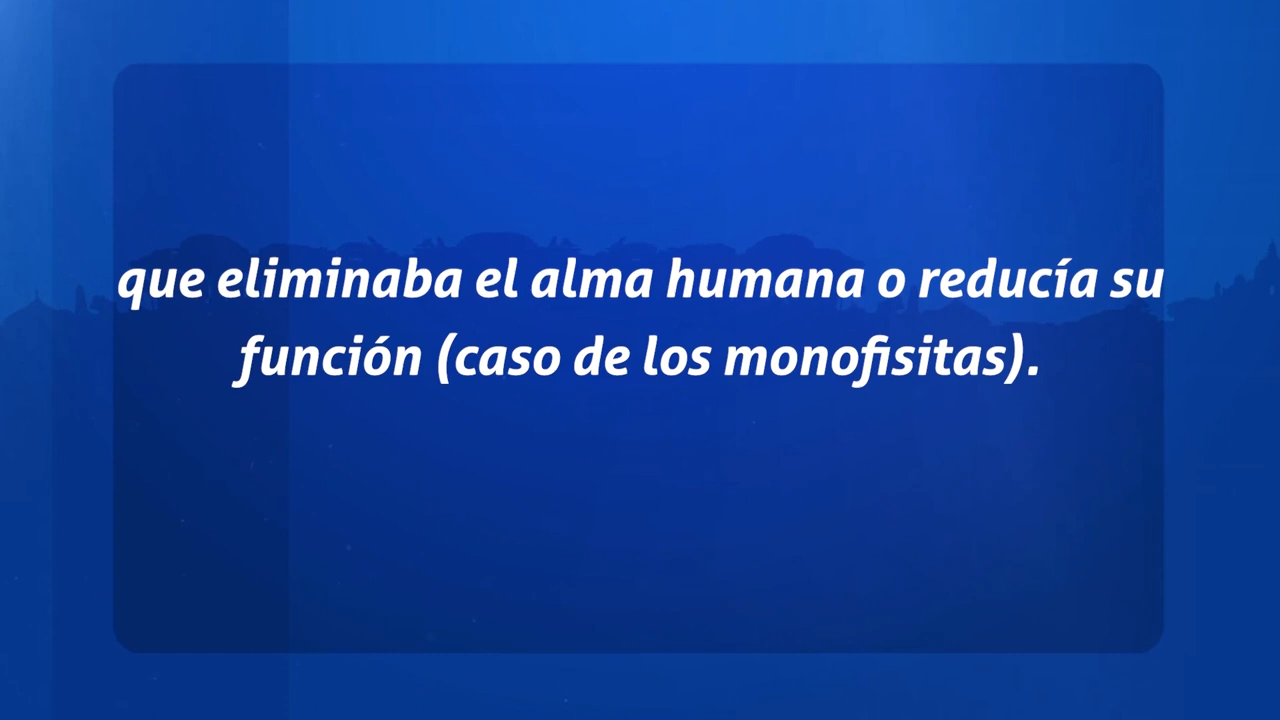 que eliminaba el alma humana o reducía su
función (caso de los monofisitas).